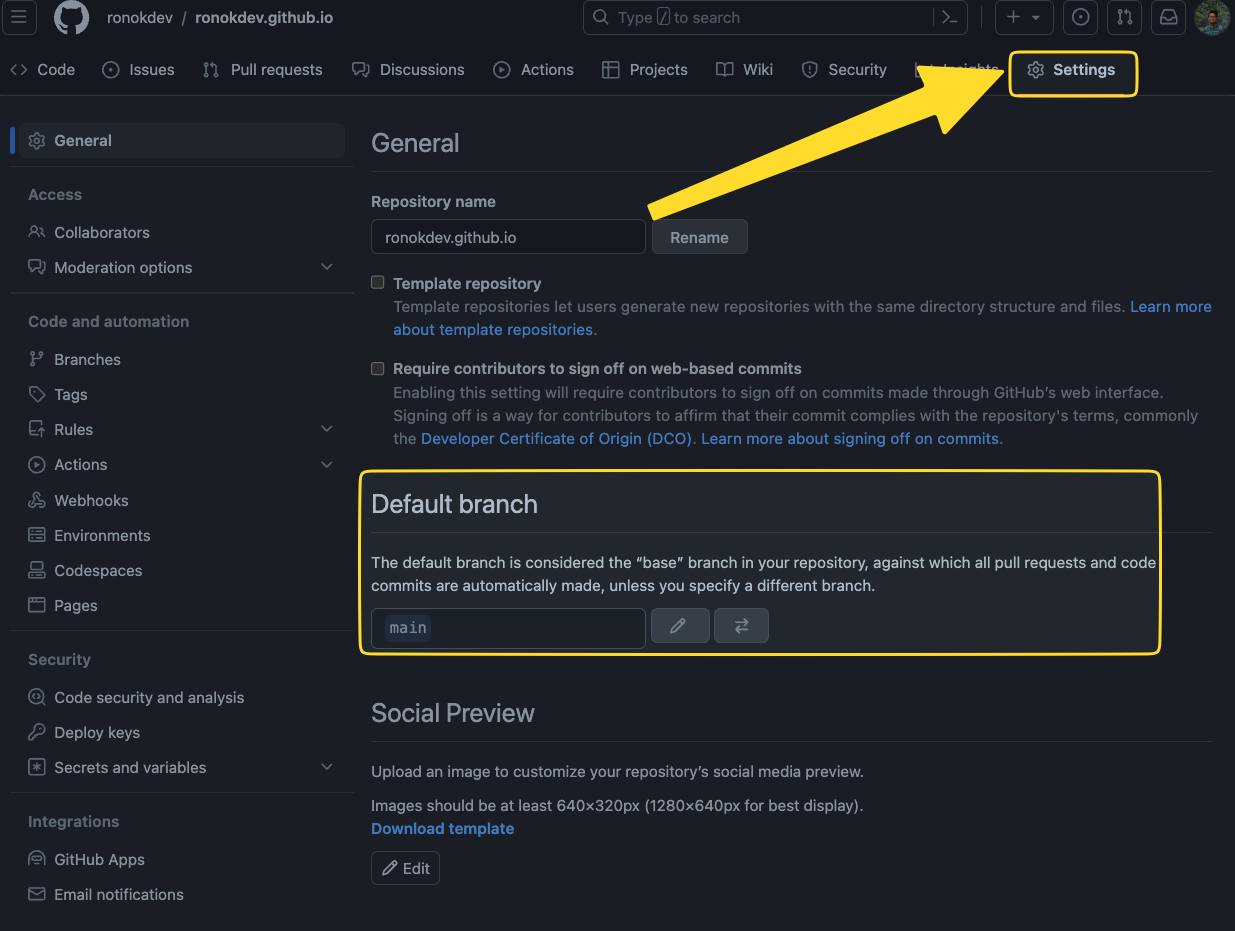 ronokdev / ronokdev.github.io
Type / to search
Code
Issues
Pull requests
Discussions
Actions
Projects
Wiki
Security
Insights
Settings
General
Access
Collaborators
Moderation options
Code and automation
Branches
Tags
Rules
Actions
Webhooks
Environments
Codespaces
Pages
Security
Code security and analysis
Deploy keys
Secrets and variables
Integrations
GitHub Apps
Email notifications
General
Repository name
ronokdev.github.io
Rename
Template repository
Template repositories let users generate new repositories with the same directory structure and files. Learn more
about template repositories.
Require contributors to sign off on web-based commits
Enabling this setting will require contributors to sign off on commits made through GitHub’s web interface.
Signing off is a way for contributors to affirm that their commit complies with the repository's terms, commonly
the Developer Certificate of Origin (DCO). Learn more about signing off on commits.
Default branch
The default branch is considered the “base” branch in your repository, against which all pull requests and code
commits are automatically made, unless you specify a different branch.
main
Social Preview
Upload an image to customize your repository’s social media preview.
Images should be at least 640×320px (1280×640px for best display).
Download template
Edit